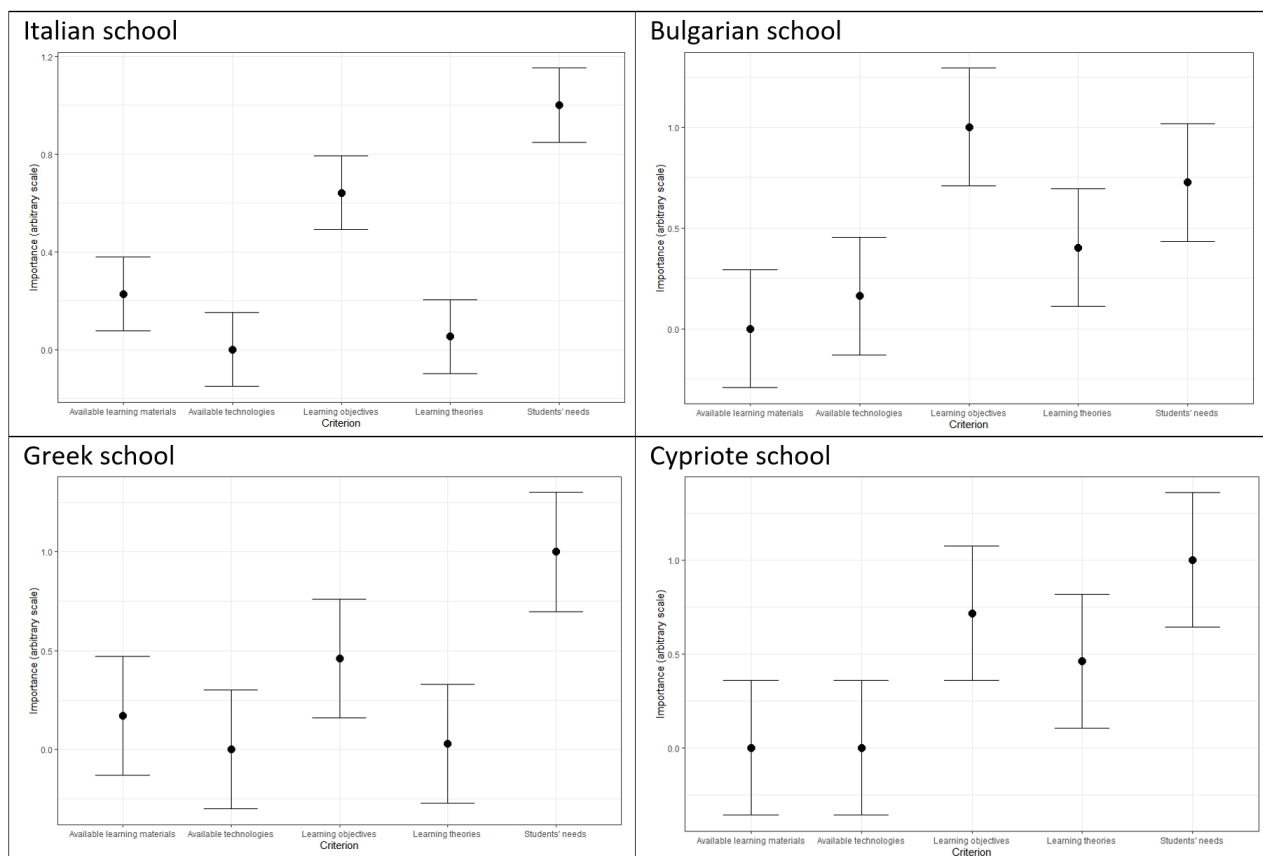 Italian school
Importance (arbitrary scale)
1.2
0.8
0.4
0.0
Available learning materials Available technologies Learning objectives Learning theories Students' needs
Criterion
Bulgarian school
Importance (arbitrary scale)
1.0
0.5
0.0
Available learning materials Available technologies Learning objectives Learning theories Students' needs
Criterion
Greek school
Importance (arbitrary scale)
1.0
0.5
0.0
Available learning materials Available technologies Learning objectives Learning theories Students' needs
Criterion
Cypriote school
Importance (arbitrary scale)
1.0
0.5
0.0
Available learning materials Available technologies Learning objectives Learning theories Students' needs
Criterion